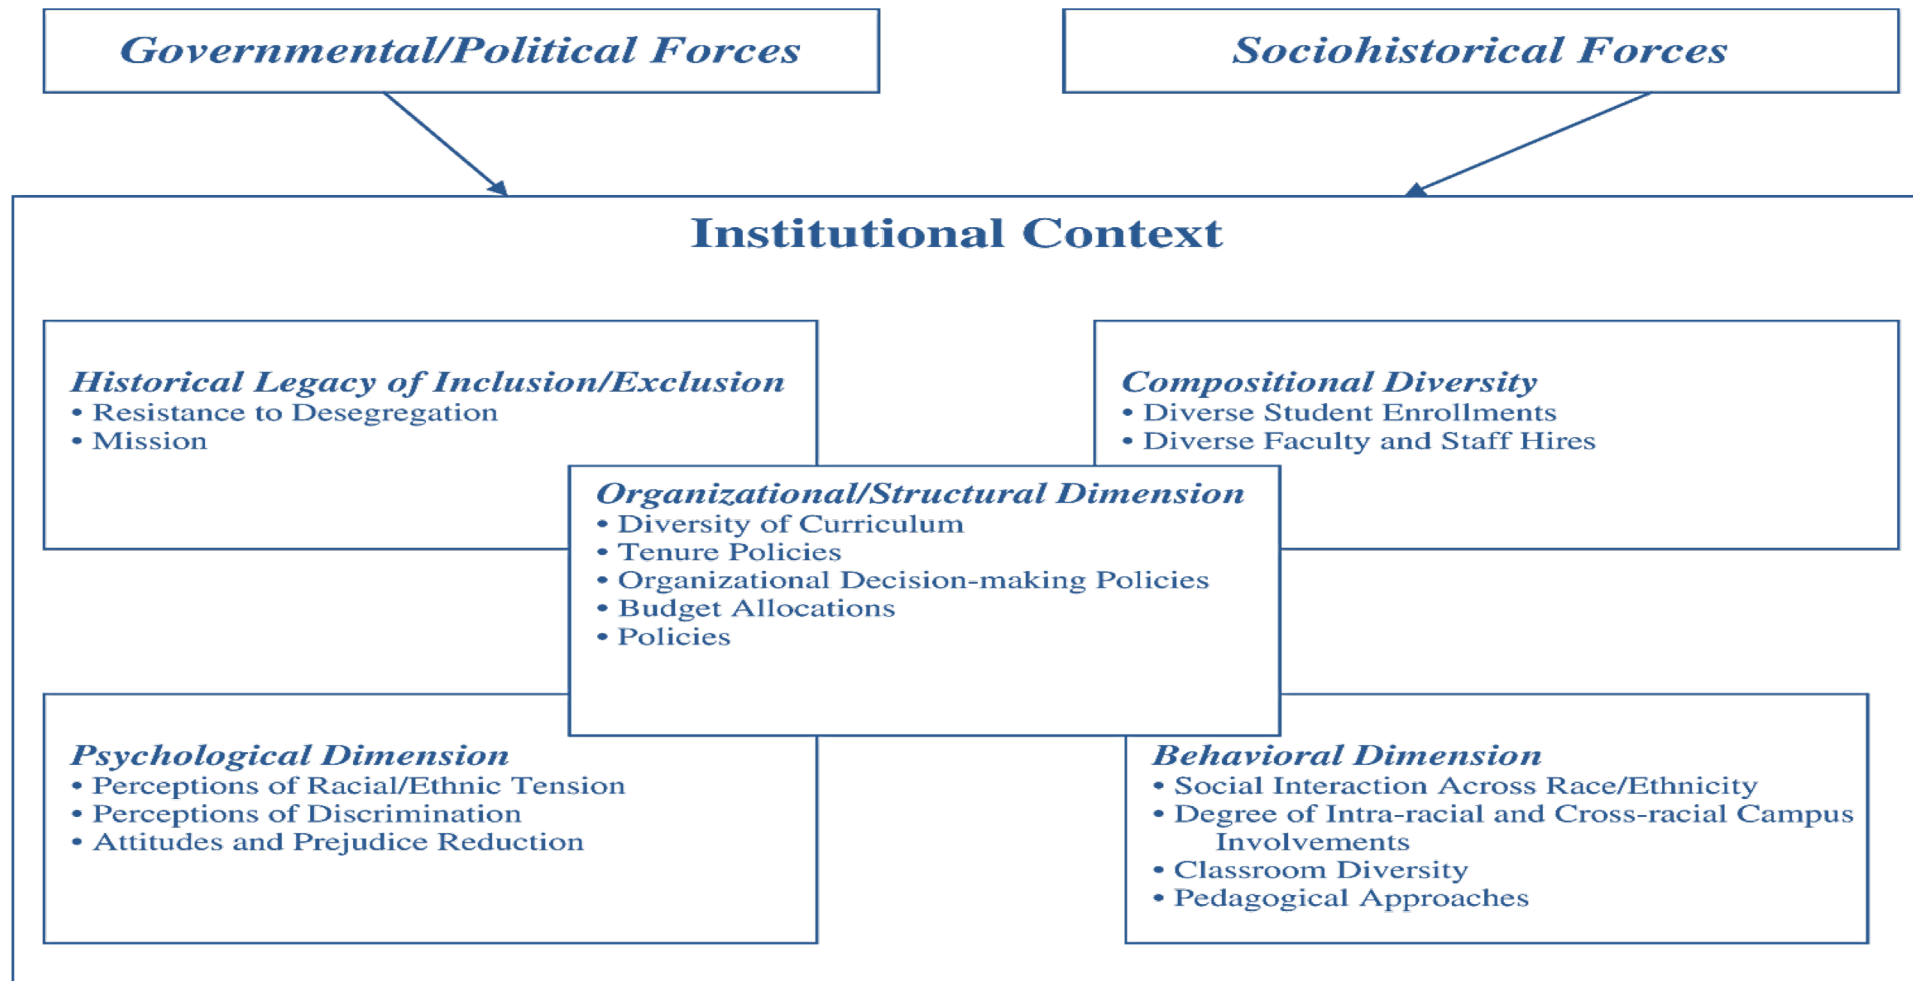 Governmental/Political Forces
Sociohistorical Forces
Institutional Context
Historical Legacy of Inclusion/Exclusion
• Resistance to Desegregation
• Mission
Compositional Diversity
• Diverse Student Enrollments
• Diverse Faculty and Staff Hires
Organizational/Structural Dimension
• Diversity of Curriculum
• Tenure Policies
• Organizational Decision-making Policies
• Budget Allocations
• Policies
Psychological Dimension
• Perceptions of Racial/Ethnic Tension
• Perceptions of Discrimination
• Attitudes and Prejudice Reduction
Behavioral Dimension
• Social Interaction Across Race/Ethnicity
• Degree of Intra-racial and Cross-racial Campus
Involvements
• Classroom Diversity
• Pedagogical Approaches